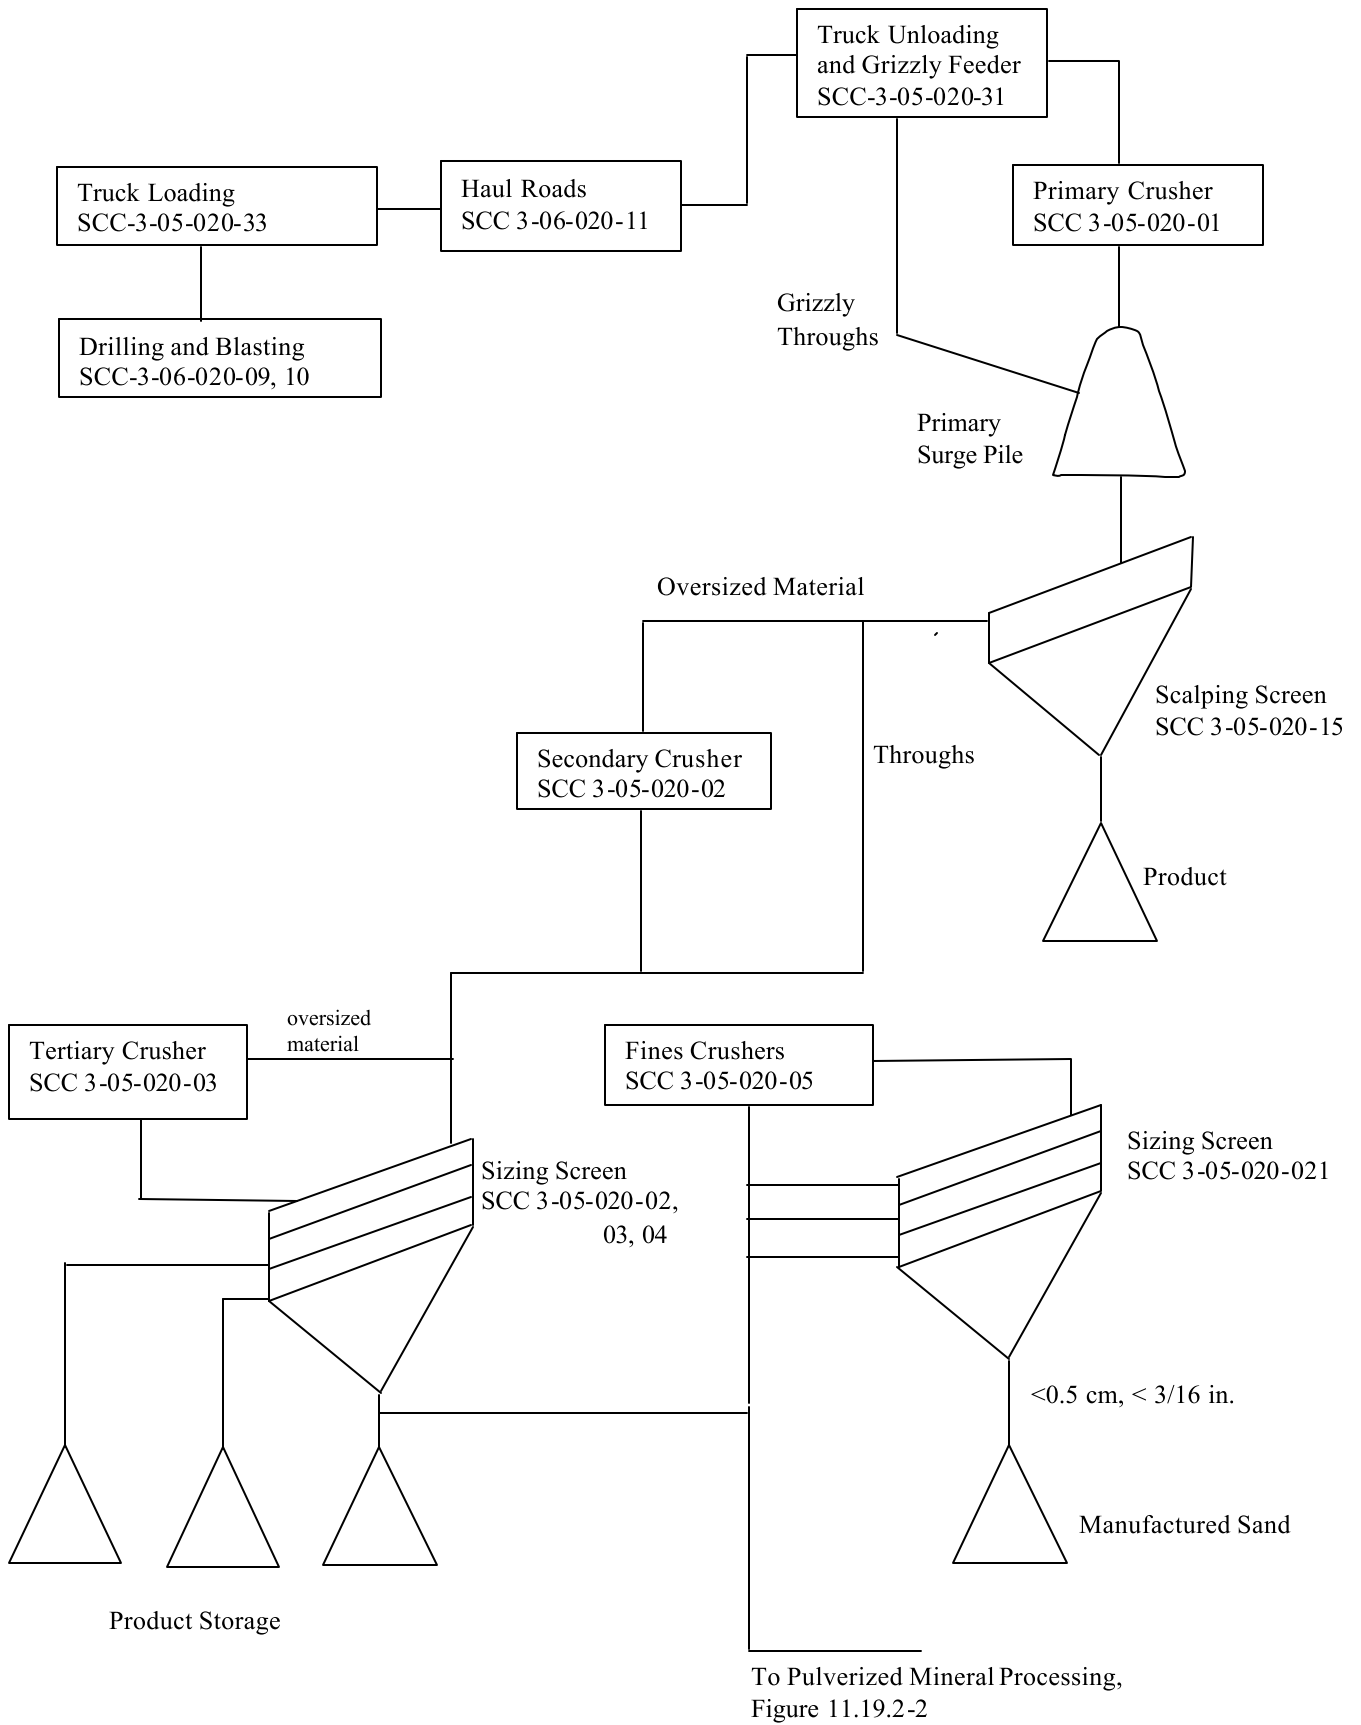 Truck Unloading
and Grizzly Feeder
SCC-3-05-020-31
Truck Loading
SCC-3-05-020-33
Haul Roads
SCC 3-06-020-11
Primary Crusher
SCC 3-05-020-01
Drilling and Blasting
SCC-3-06-020-09, 10
Grizzly
Throughs
Primary
Surge Pile
Oversized Material
Scalping Screen
SCC 3-05-020-15
Secondary Crusher
SCC 3-05-020-02
Throughs
Product
oversized
material
Tertiary Crusher
SCC 3-05-020-03
Fines Crushers
SCC 3-05-020-05
Sizing Screen
SCC 3-05-020-02,
03, 04
Sizing Screen
SCC 3-05-020-021
<0.5 cm, < 3/16 in.
Manufactured Sand
Product Storage
To Pulverized Mineral Processing,
Figure 11.19.2-2